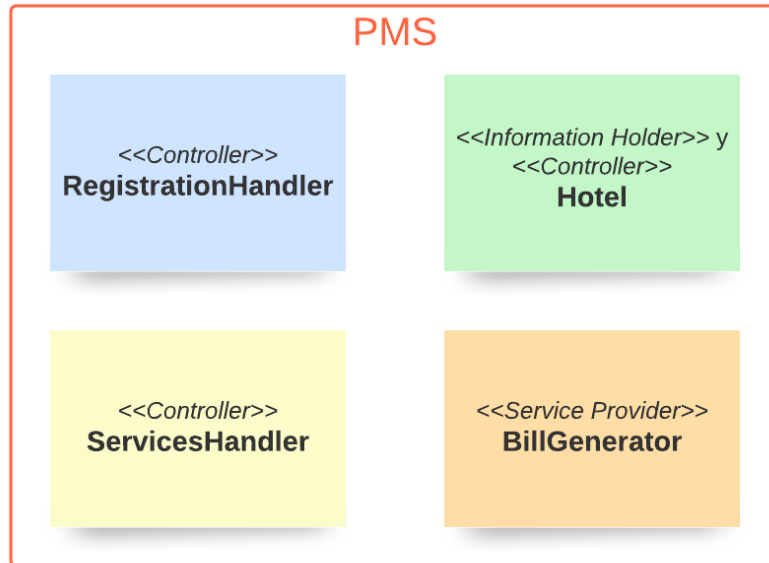 PMS
<<Controller>>
RegistrationHandler
<<Information Holder>> y
<<Controller>>
Hotel
<<Controller>>
ServicesHandler
<<Service Provider>>
BillGenerator